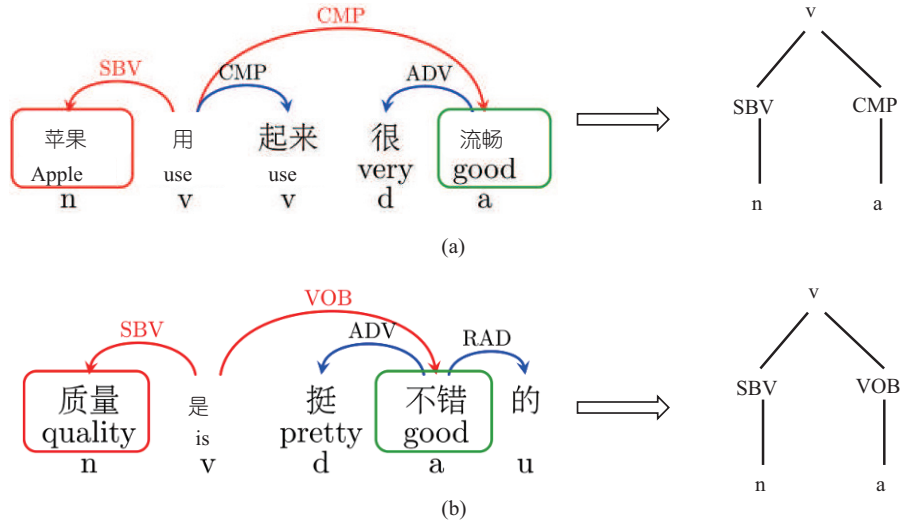 CMP
SBV CMP ADV
苹果 用 起来 很 流畅
Apple use use very good
n v v d a
v
SBV CMP
n a
(a)
VOB
SBV ADV RAD
质量 是 挺 不错 的
quality is pretty good
n v d a u
v
SBV VOB
n a
(b)